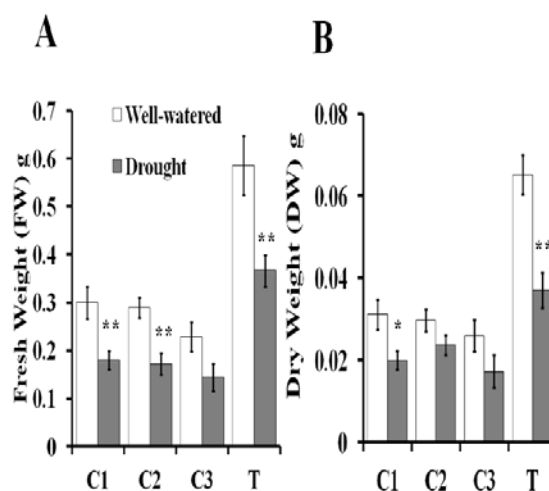 A
Fresh Weight (FW) g
0.7
0.6
0.5
0.4
0.3
0.2
0.1
0
Well-watered
Drought
**
**
**
C1 C2 C3 T
B
Dry Weight (DW) g
0.08
0.06
0.04
0.02
0
*
**
C1 C2 C3 T